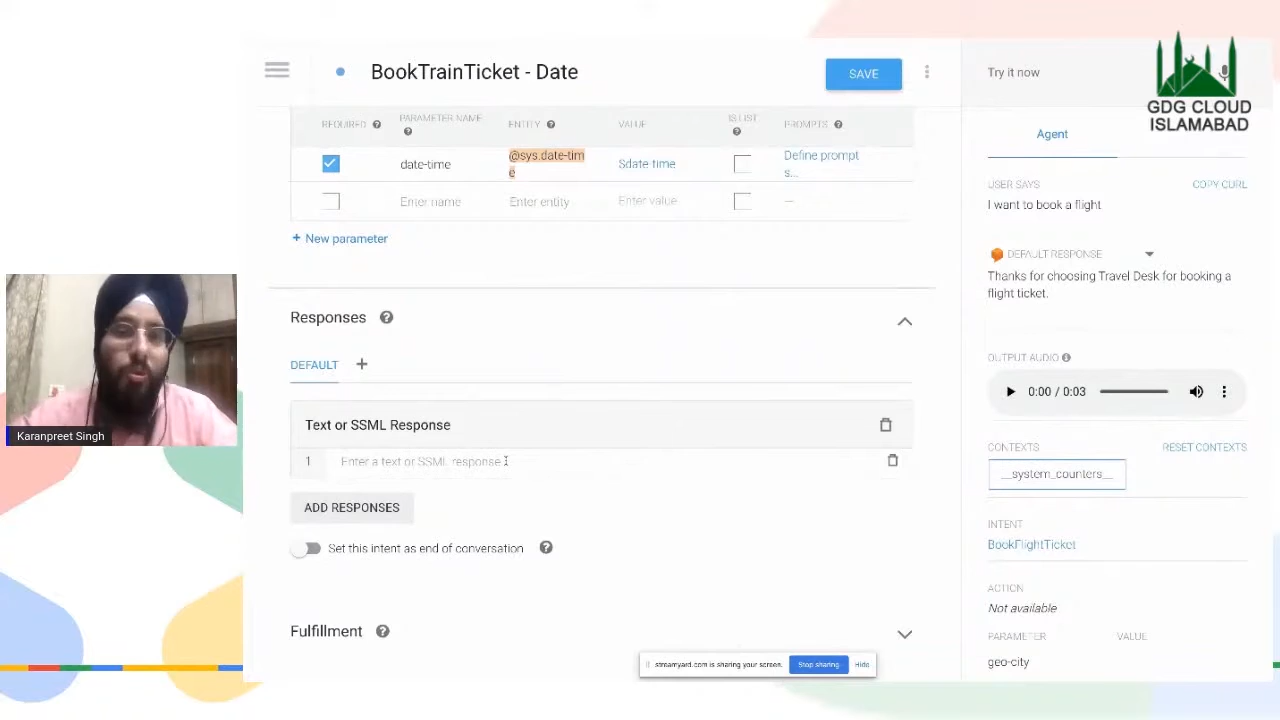 BookTrainTicket - Date
SAVE
Try it now
GDG CLOUD
ISLAMABAD
REQUIRED
PARAMETER NAME
ENTITY
VALUE
IS LIST
PROMPTS
date-time
@sys.date-tim
e
$date time
Define prompt
s...
Enter name
Enter entity
Enter value
—
+ New parameter
Responses
DEFAULT +
Text or SSML Response
1 Enter a text or SSML response
ADD RESPONSES
Set this intent as end of conversation
Fulfillment
Agent
USER SAYS
COPY CURL
I want to book a flight
DEFAULT RESPONSE
Thanks for choosing Travel Desk for booking a
flight ticket.
OUTPUT AUDIO
0:00 / 0:03
CONTEXTS
RESET CONTEXTS
__system_counters__
INTENT
BookFlightTicket
ACTION
Not available
PARAMETER
VALUE
geo-city
Karanpreet Singh
streamyard.com is sharing your screen.
Stop sharing
Hide